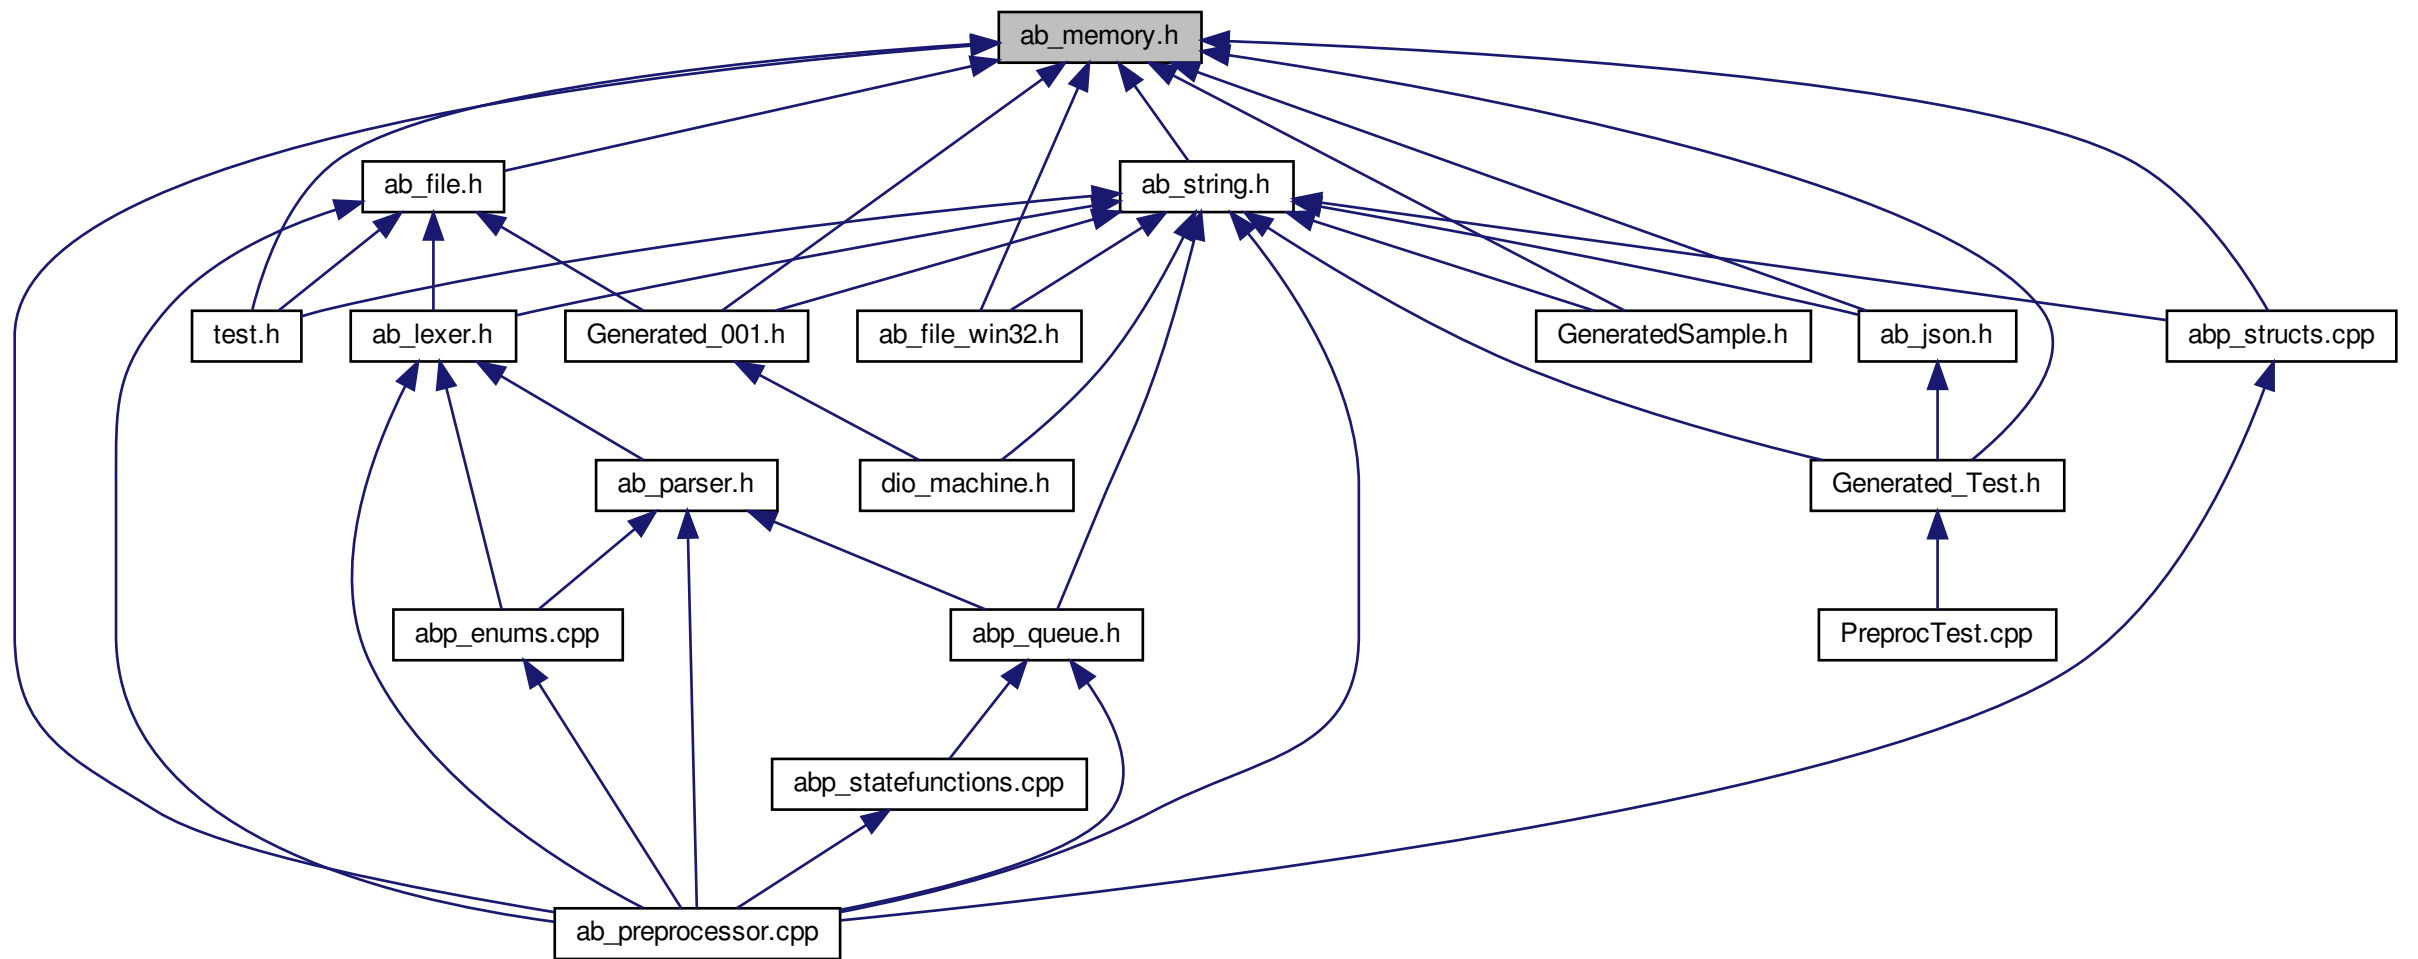 ab_memory.h
ab_file.h
ab_string.h
test.h
ab_lexer.h
Generated_001.h
ab_file_win32.h
GeneratedSample.h
ab_json.h
abp_structs.cpp
ab_parser.h
dio_machine.h
Generated_Test.h
abp_enums.cpp
abp_queue.h
PreprocTest.cpp
abp_statefunctions.cpp
ab_preprocessor.cpp